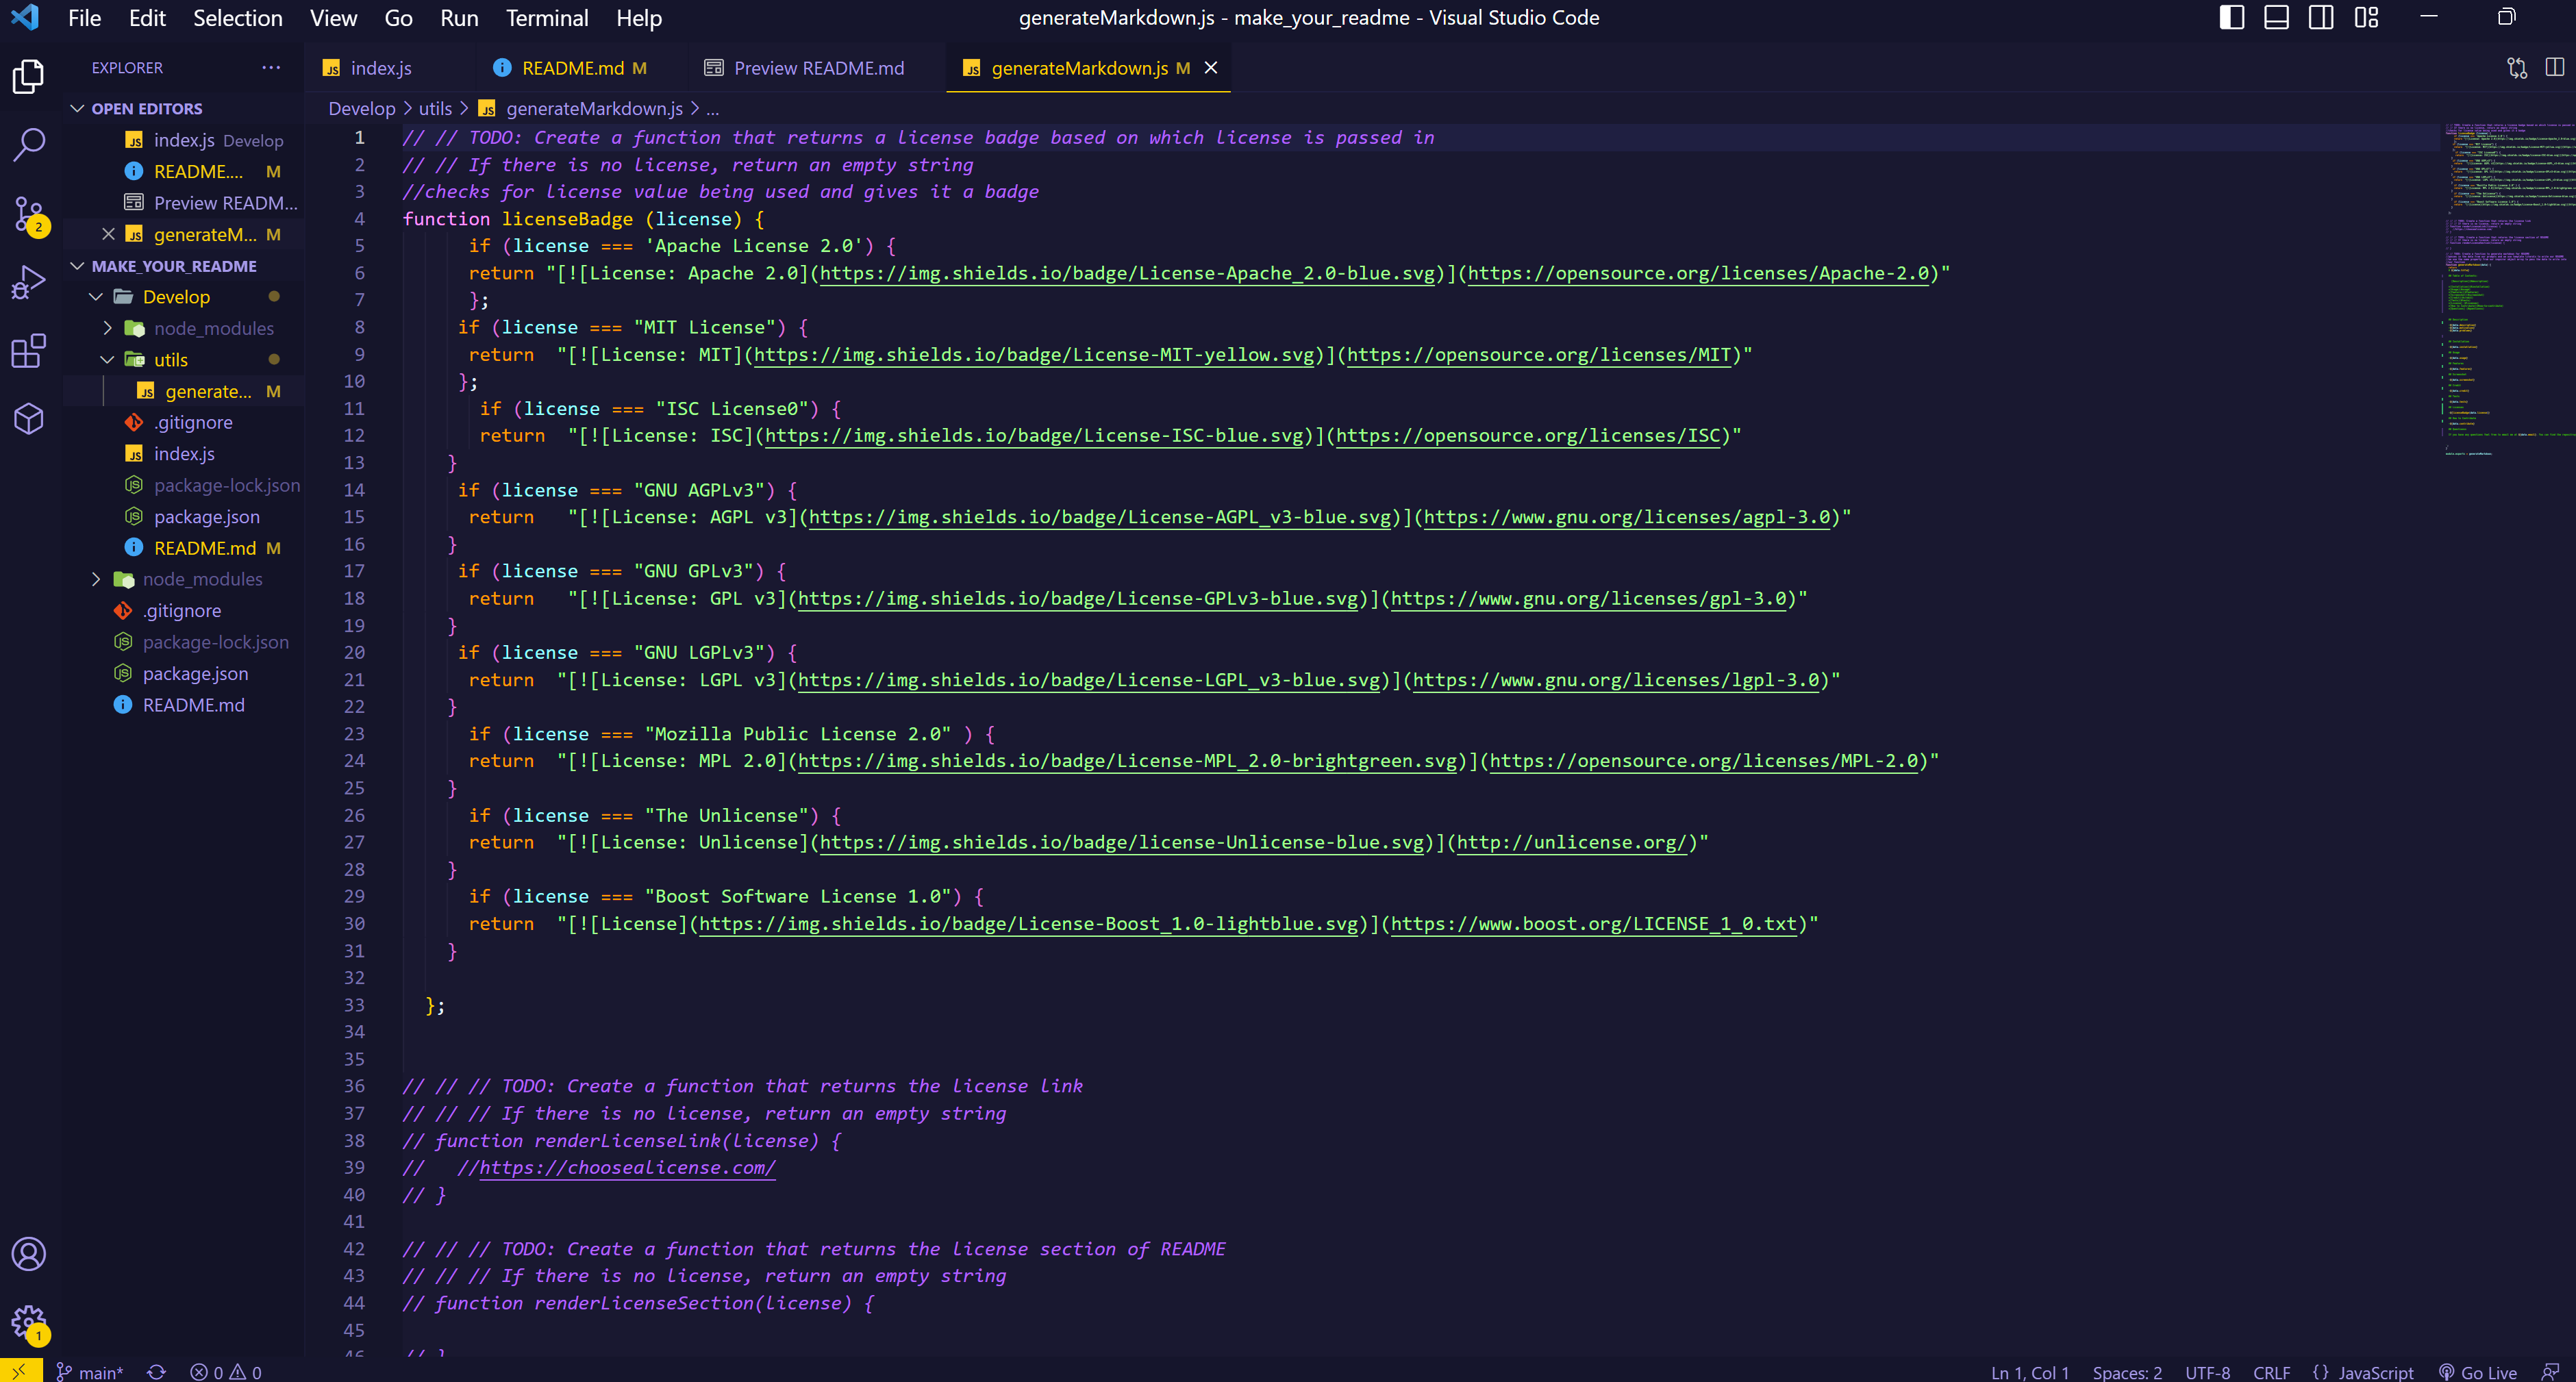 File Edit Selection View Go Run Terminal Help
generateMarkdown.js - make_your_readme - Visual Studio Code
EXPLORER ...
index.js
README.md M
Preview README.md
generateMarkdown.js M
OPEN EDITORS
index.js Develop
README.... M
Preview READM...
generateM... M
MAKE_YOUR_README
Develop
node_modules
utils
generate... M
.gitignore
index.js
package-lock.json
package.json
README.md M
node_modules
.gitignore
package-lock.json
package.json
README.md
2
1
Develop > utils > JS generateMarkdown.js > ...
1 // // TODO: Create a function that returns a license badge based on which license is passed in
2 // // If there is no license, return an empty string
3 //checks for license value being used and gives it a badge
4 function licenseBadge (license) {
5 if (license === 'Apache License 2.0') {
6 return "[![License: Apache 2.0](https://img.shields.io/badge/License-Apache_2.0-blue.svg)](https://opensource.org/licenses/Apache-2.0)"
7 };
8 if (license === "MIT License") {
9 return "[![License: MIT](https://img.shields.io/badge/License-MIT-yellow.svg)](https://opensource.org/licenses/MIT)"
10 };
11 if (license === "ISC License0") {
12 return "[![License: ISC](https://img.shields.io/badge/License-ISC-blue.svg)](https://opensource.org/licenses/ISC)"
13 }
14 if (license === "GNU AGPLv3") {
15 return "[![License: AGPL v3](https://img.shields.io/badge/License-AGPL_v3-blue.svg)](https://www.gnu.org/licenses/agpl-3.0)"
16 }
17 if (license === "GNU GPLv3") {
18 return "[![License: GPL v3](https://img.shields.io/badge/License-GPLv3-blue.svg)](https://www.gnu.org/licenses/gpl-3.0)"
19 }
20 if (license === "GNU LGPLv3") {
21 return "[![License: LGPL v3](https://img.shields.io/badge/License-LGPL_v3-blue.svg)](https://www.gnu.org/licenses/lgpl-3.0)"
22 }
23 if (license === "Mozilla Public License 2.0" ) {
24 return "[![License: MPL 2.0](https://img.shields.io/badge/License-MPL_2.0-brightgreen.svg)](https://opensource.org/licenses/MPL-2.0)"
25 }
26 if (license === "The Unlicense") {
27 return "[![License: Unlicense](https://img.shields.io/badge/license-Unlicense-blue.svg)](http://unlicense.org/)"
28 }
29 if (license === "Boost Software License 1.0") {
30 return "[![License](https://img.shields.io/badge/License-Boost_1.0-lightblue.svg)](https://www.boost.org/LICENSE_1_0.txt)"
31 }
32
33 };
34
35
36 // // // TODO: Create a function that returns the license link
37 // // // If there is no license, return an empty string
38 // function renderLicenseLink(license) {
39 // //https://choosealicense.com/
40 // }
41
42 // // // TODO: Create a function that returns the license section of README
43 // // // If there is no license, return an empty string
44 // function renderLicenseSection(license) {
45
46 // }
main* 0 0
Ln 1, Col 1 Spaces: 2 UTF-8 CRLF {} JavaScript Go Live